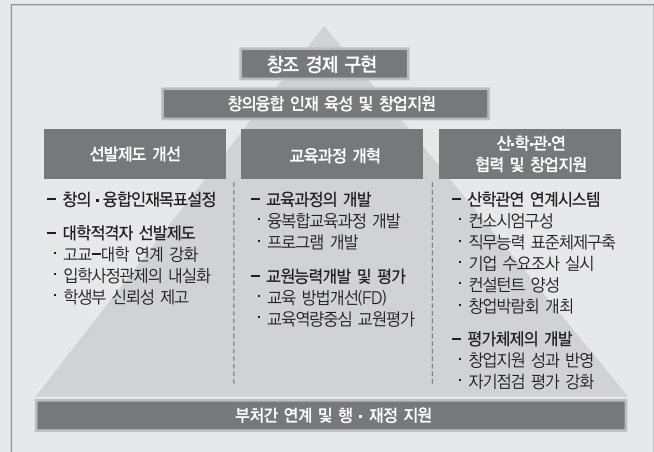 창조 경제 구현
창의융합 인재 육성 및 창업지원
선발제도 개선
– 창의·융합인재목표설정
– 대학적격자 선발제도
· 고교–대학 연계 강화
· 입학사정관제의 내실화
· 학생부 신뢰성 제고
교육과정 개혁
– 교육과정의 개발
· 융복합교육과정 개발
· 프로그램 개발
– 교원능력개발 및 평가
· 교육 방법개선(FD)
· 교육역량중심 교원평가
산·학·관·연
협력 및 창업지원
– 산학관연 연계시스템
· 컨소시엄구성
· 직무능력 표준체제구축
· 기업 수요조사 실시
· 컨설턴트 양성
· 창업박람회 개최
– 평가체제의 개발
· 창업지원 성과 반영
· 자기점검 평가 강화
부처간 연계 및 행·재정 지원